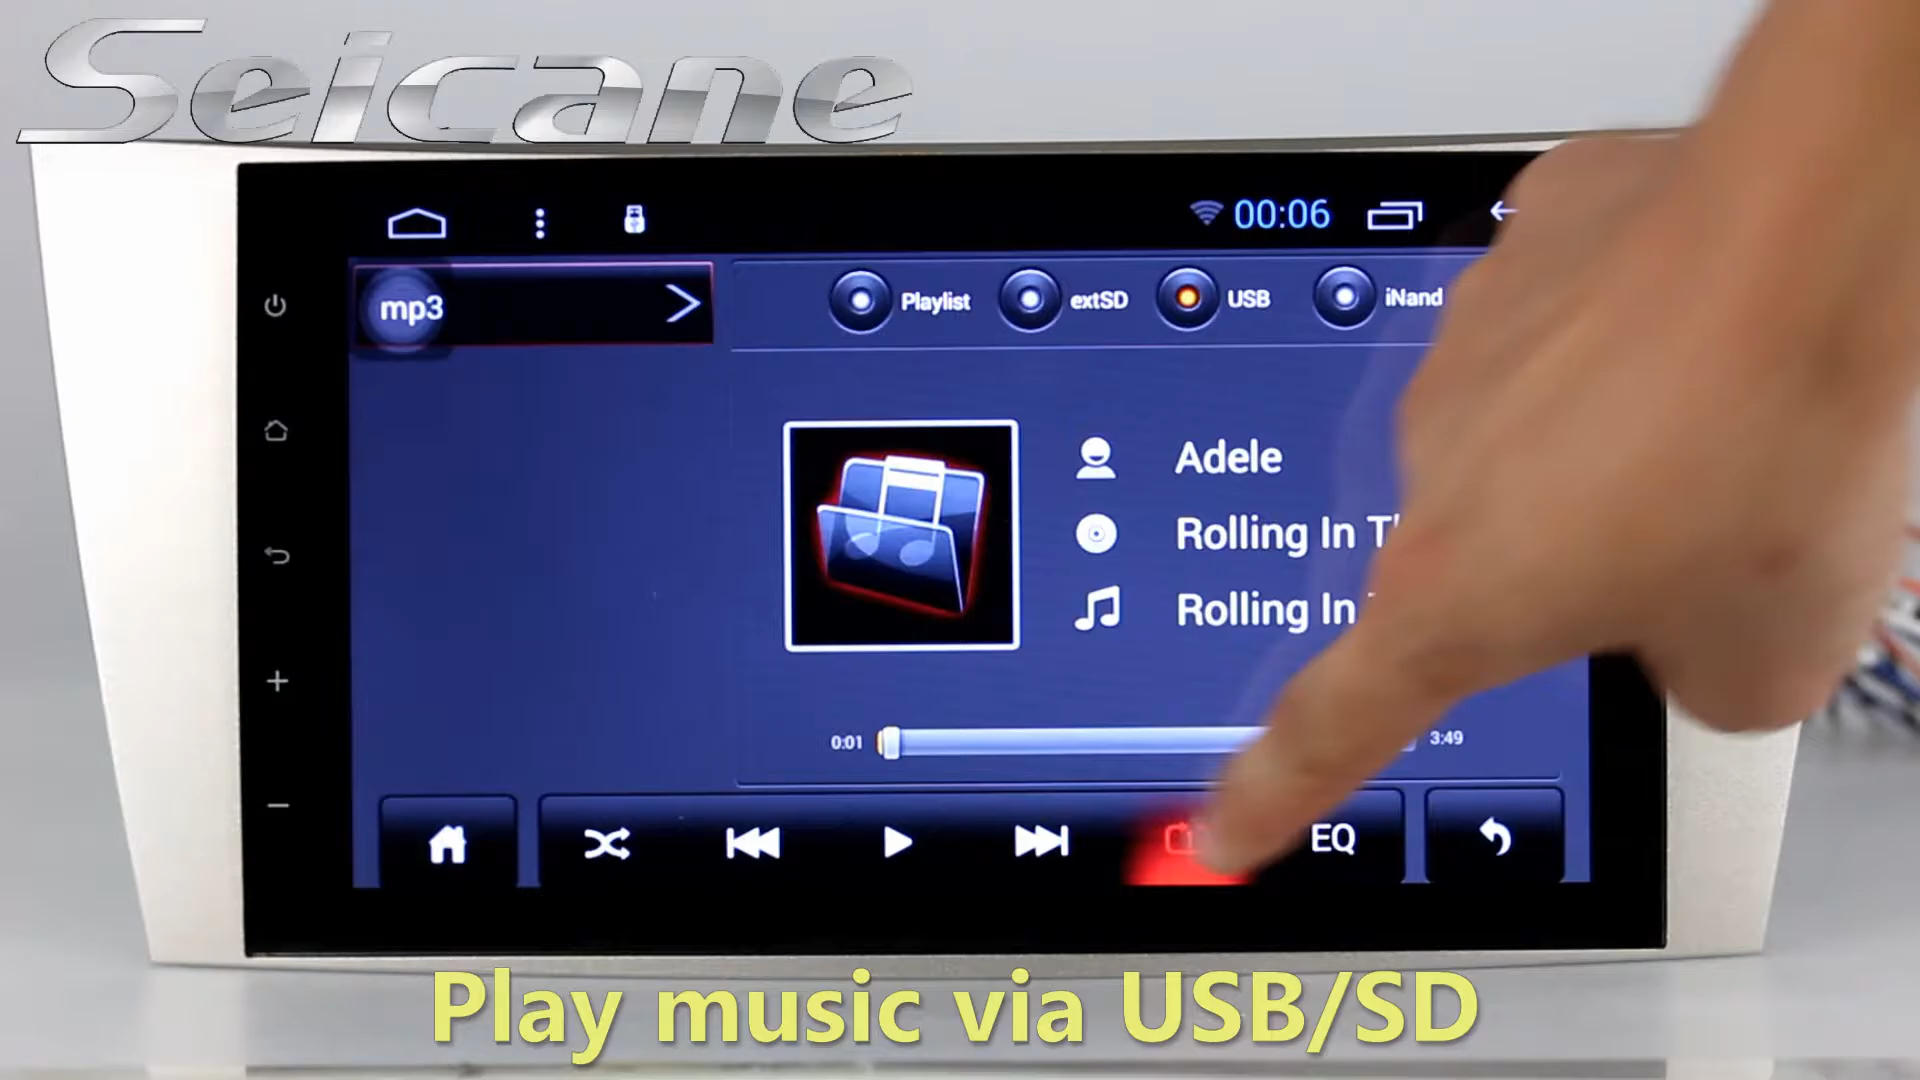 Seicane
00:06
mp3
Playlist
extSD
USB
iNand
Adele
Rolling In
Rolling In
0:01
3:49
EQ
Play music via USB/SD